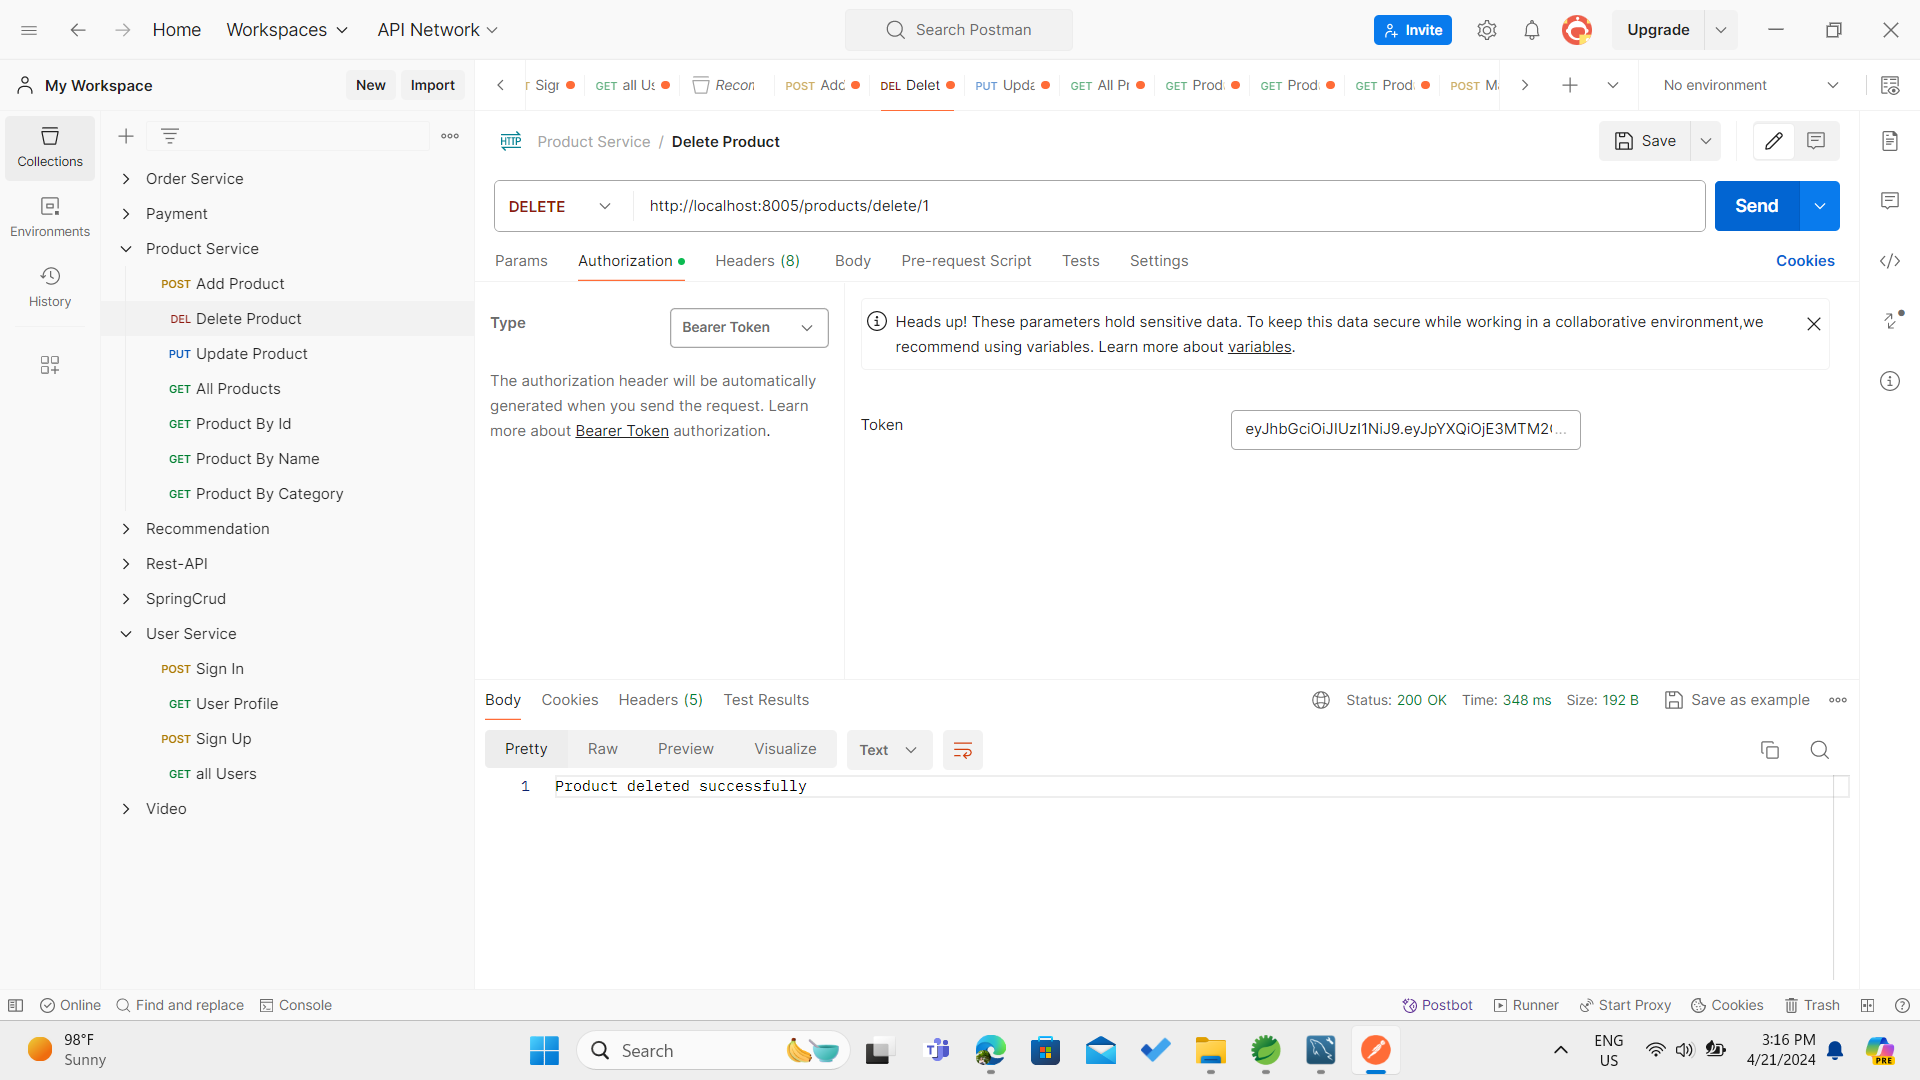 Home
Workspaces
API Network
Search Postman
Invite
Upgrade
My Workspace
New
Import
Sign
GET all Us
Recon
POST Add
DEL Delet
PUT Upda
GET All Pr
GET Prod
GET Prod
GET Prod
POST Ma
No environment
Collections
Environments
History
Order Service
Payment
Product Service
POST Add Product
DEL Delete Product
PUT Update Product
GET All Products
GET Product By Id
GET Product By Name
GET Product By Category
Recommendation
Rest-API
SpringCrud
User Service
POST Sign In
GET User Profile
POST Sign Up
GET all Users
Video
HTTP
Product Service / Delete Product
Save
DELETE
http://localhost:8005/products/delete/1
Send
Params
Authorization
Headers (8)
Body
Pre-request Script
Tests
Settings
Cookies
Type
Bearer Token
The authorization header will be automatically
generated when you send the request. Learn
more about Bearer Token authorization.
Heads up! These parameters hold sensitive data. To keep this data secure while working in a collaborative environment,we
recommend using variables. Learn more about variables.
Token
eyJhbGciOiJIUzI1NiJ9.eyJpYXQiOjE3MTM2...
Body
Cookies
Headers (5)
Test Results
Status: 200 OK
Time: 348 ms
Size: 192 B
Save as example
Pretty
Raw
Preview
Visualize
Text
1
Product deleted successfully
Online
Find and replace
Console
Postbot
Runner
Start Proxy
Cookies
Trash
98°F
Sunny
Search
ENG
US
3:16 PM
4/21/2024
PRE